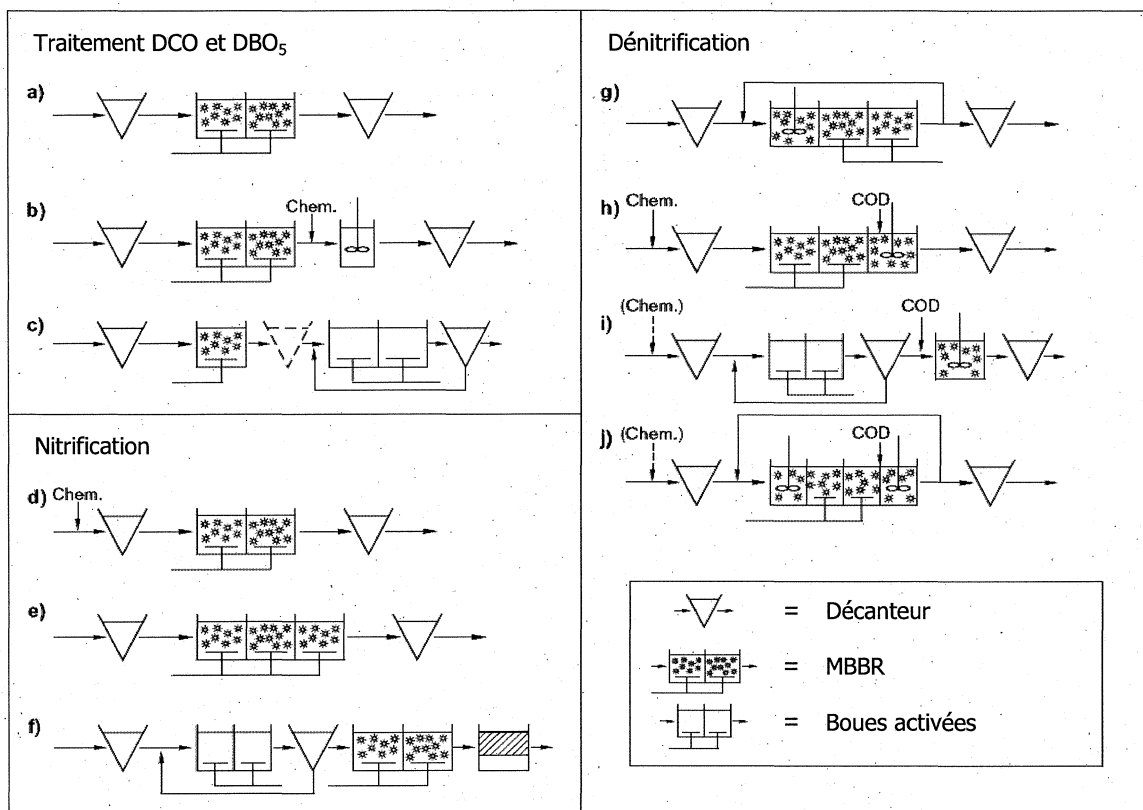 Traitement DCO et DBO₅
a)
b)
Chem.
c)
Nitrification
d) Chem.
e)
f)
Dénitrification
g)
h) Chem.
COD
i) (Chem.)
COD
j) (Chem.)
COD
= Décanteur
= MBBR
= Boues activées